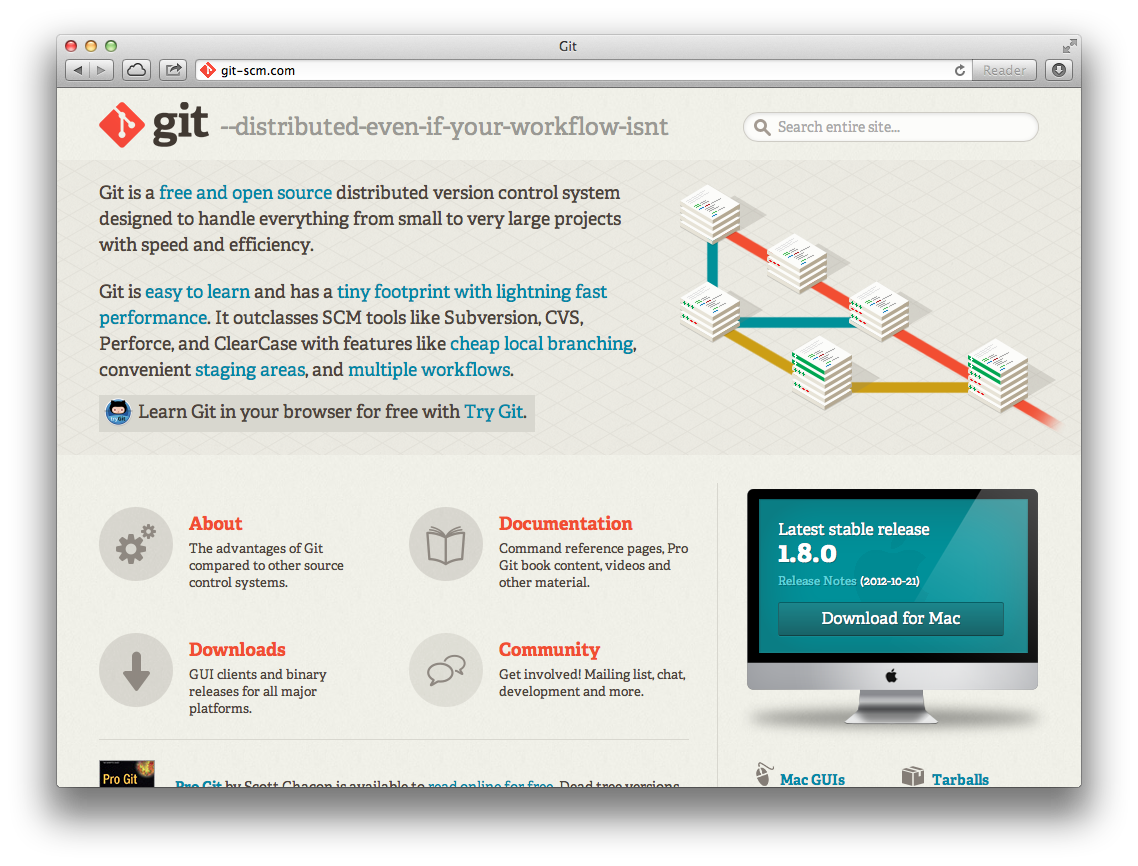 Git
git-scm.com
Reader
git --distributed-even-if-your-workflow-isnt
Search entire site...
Git is a free and open source distributed version control system
designed to handle everything from small to very large projects
with speed and efficiency.
Git is easy to learn and has a tiny footprint with lightning fast
performance. It outclasses SCM tools like Subversion, CVS,
Perforce, and ClearCase with features like cheap local branching,
convenient staging areas, and multiple workflows.
Learn Git in your browser for free with Try Git.
About
The advantages of Git
compared to other source
control systems.
Documentation
Command reference pages, Pro
Git book content, videos and
other material.
Downloads
GUI clients and binary
releases for all major
platforms.
Community
Get involved! Mailing list, chat,
development and more.
Latest stable release
1.8.0
Release Notes (2012-10-21)
Download for Mac
Mac GUIs
Tarballs
Pro Git
Pro Git by Scott Chacon is available to read online for free. Dead tree versions